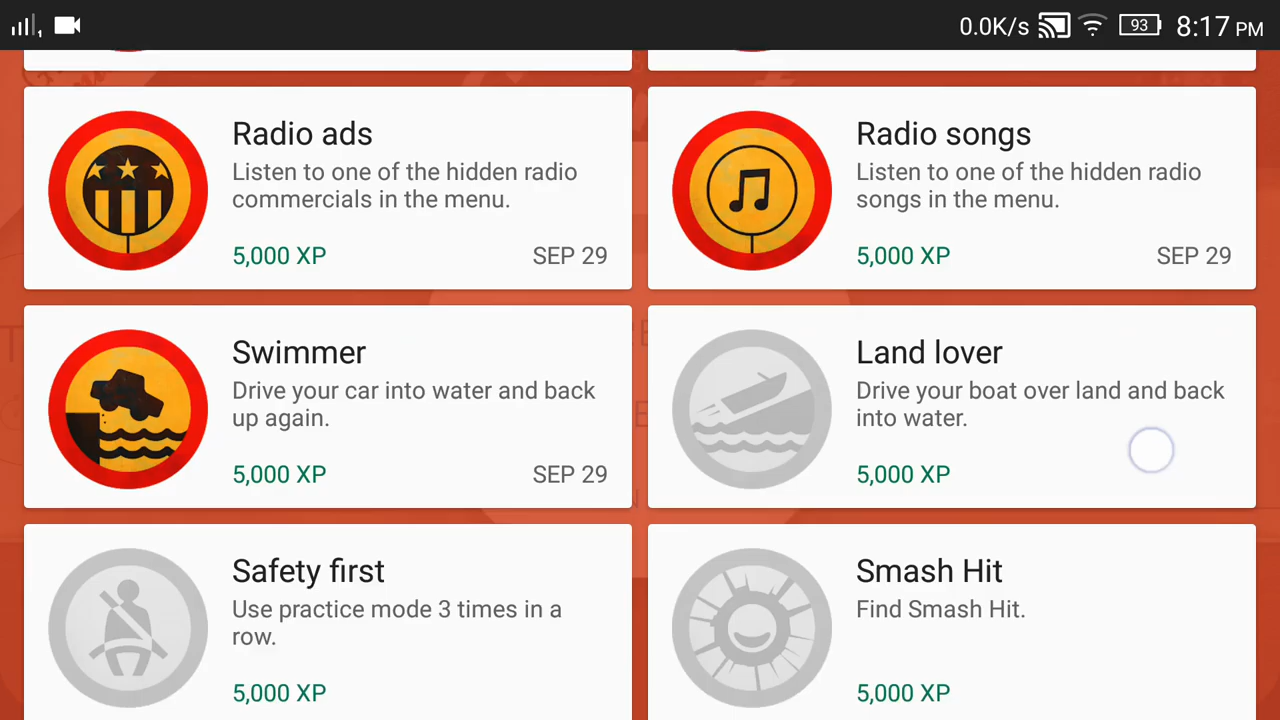 0.0K/s 93 8:17 PM
Radio ads
Listen to one of the hidden radio
commercials in the menu.
5,000 XP SEP 29
Radio songs
Listen to one of the hidden radio
songs in the menu.
5,000 XP SEP 29
Swimmer
Drive your car into water and back
up again.
5,000 XP SEP 29
Land lover
Drive your boat over land and back
into water.
5,000 XP
Safety first
Use practice mode 3 times in a
row.
5,000 XP
Smash Hit
Find Smash Hit.
5,000 XP